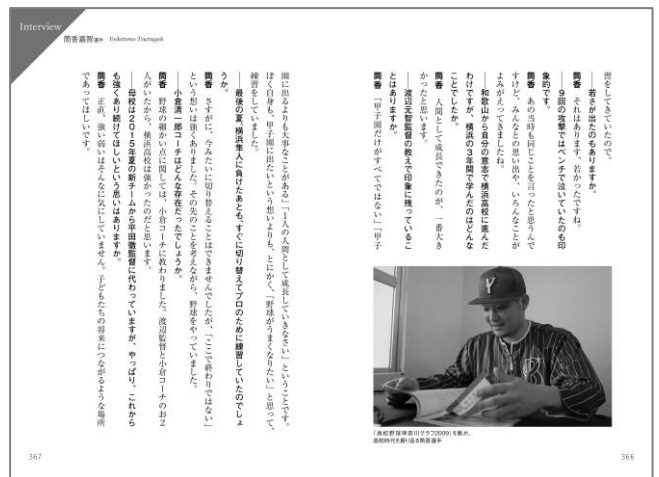 Interview
筒香嘉智選手 Yoshitomo Tsutsugoh
習をしてきていたので。
――若さが出たのもありますか。
筒香　それはあります、若かったですね。
――9回の攻撃ではベンチで泣いていたのも印
象的です。
筒香　あの当時も同じことを言ったと思うんで
すけど、みんなとの思い出や、いろんなことが
よみがえってきましたね。
――和歌山から自分の意志で横浜高校に進んだ
わけですが、横浜の3年間で学んだのはどんな
ことでしたか。
筒香　人間として成長できたのが、一番大き
かったと思います。
――渡辺元智監督の教えで印象に残っているこ
とはありますか。
筒香　「甲子園だけがすべてではない」「甲子
『高校野球神奈川グラフ2009』を眺め、
高校時代を振り返る筒香選手
366
園に出るよりも大事なことがある」「1人の人間として成長していきなさい」ということです。
ぼく自身も、甲子園に出たいという想いよりも、とにかく、「野球がうまくなりたい」と思って、
練習をしていました。
――最後の夏、横浜隼人に負けたあとも、すぐに切り替えてプロのために練習していたのでしょ
うか。
筒香　さすがに、今みたいに切り替えることはできませんでしたが、「ここで終わりではない」
という想いは強くありました。その先のことを考えながら、野球をやっていました。
――小倉清一郎コーチはどんな存在だったでしょうか。
筒香　野球の細かい点に関しては、小倉コーチに教わりました。渡辺監督と小倉コーチのお2
人がいたから、横浜高校は強かったのだと思います。
――母校は2015年夏の新チームから平田徹監督に代わっていますが、やっぱり、これから
も強くあり続けてほしいという思いはありますか。
筒香　正直、強い弱いはそんなに気にしていません。子どもたちの将来につながるような場所
であってほしいです。
367